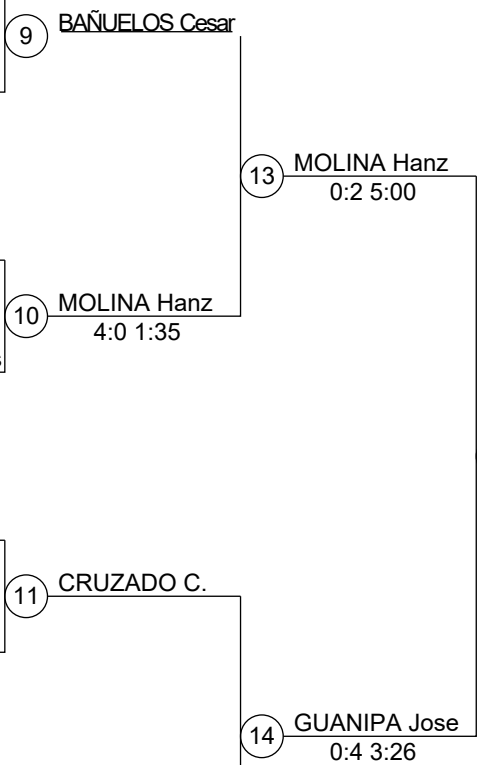 9 BAÑUELOS Cesar
13 MOLINA Hanz
0:2 5:00
10 MOLINA Hanz
4:0 1:35
11 CRUZADO C.
14 GUANIPA Jose
0:4 3:26